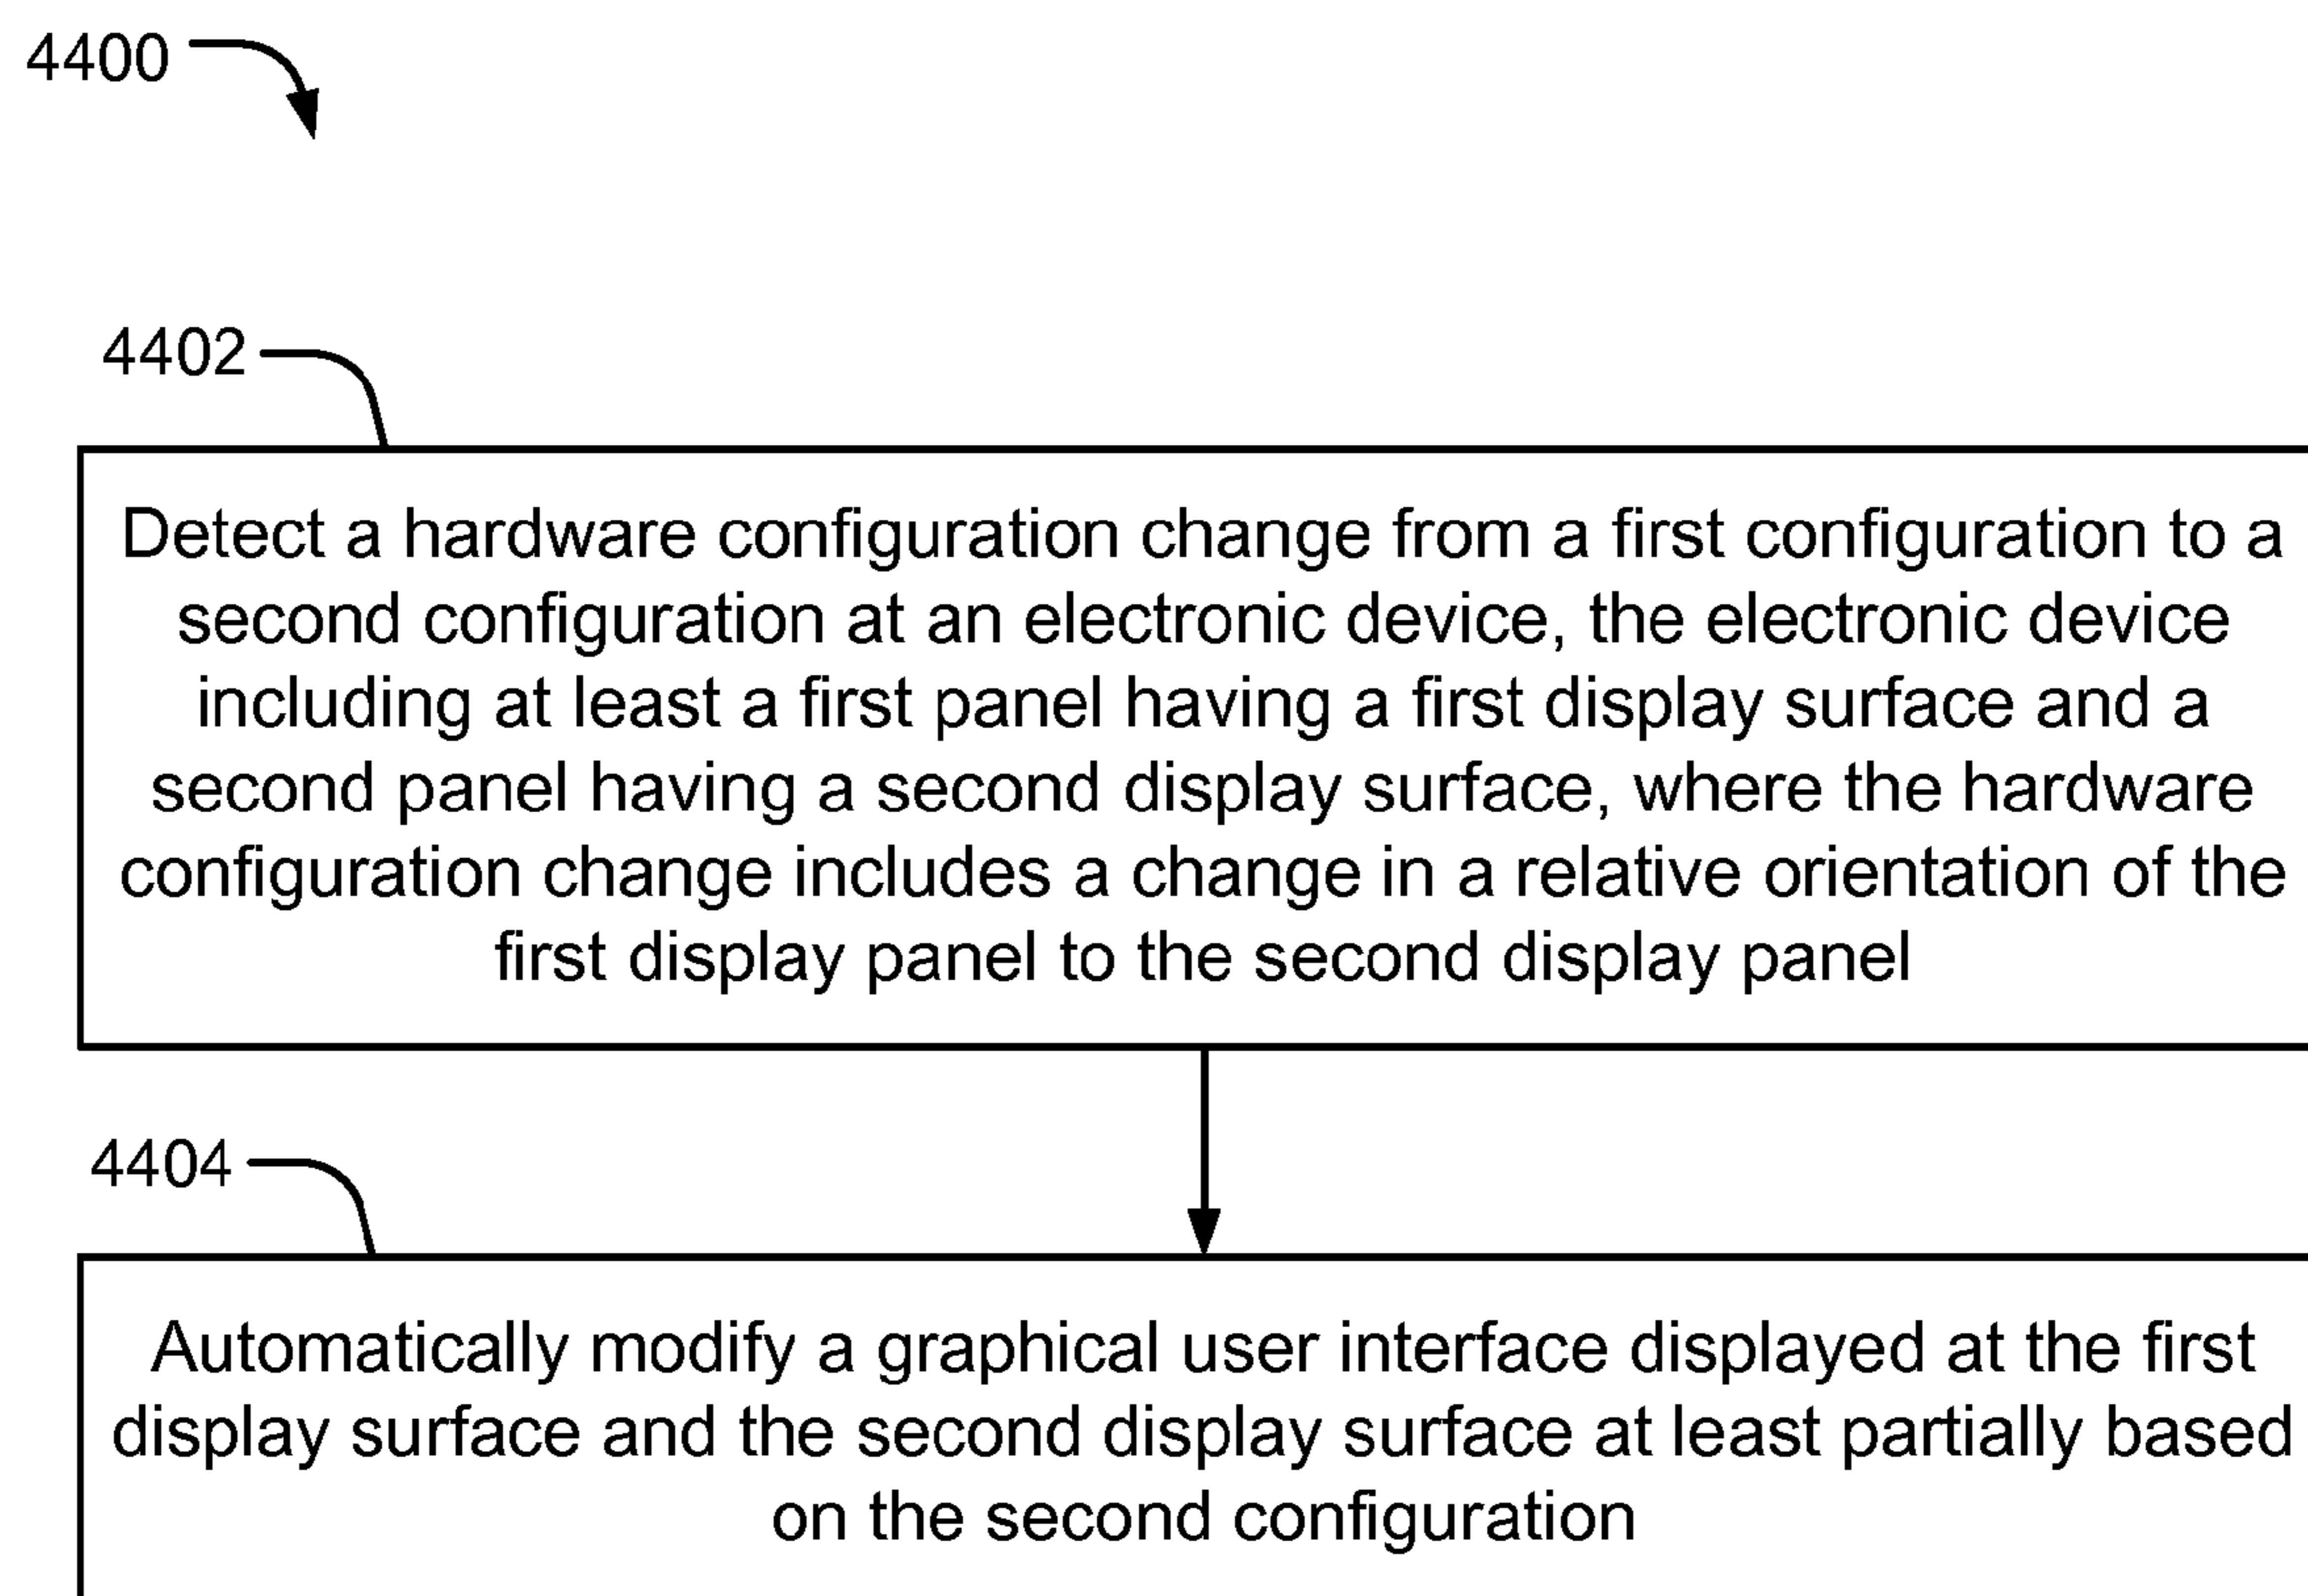 4400
4402
Detect a hardware configuration change from a first configuration to a
second configuration at an electronic device, the electronic device
including at least a first panel having a first display surface and a
second panel having a second display surface, where the hardware
configuration change includes a change in a relative orientation of the
first display panel to the second display panel
4404
Automatically modify a graphical user interface displayed at the first
display surface and the second display surface at least partially based
on the second configuration